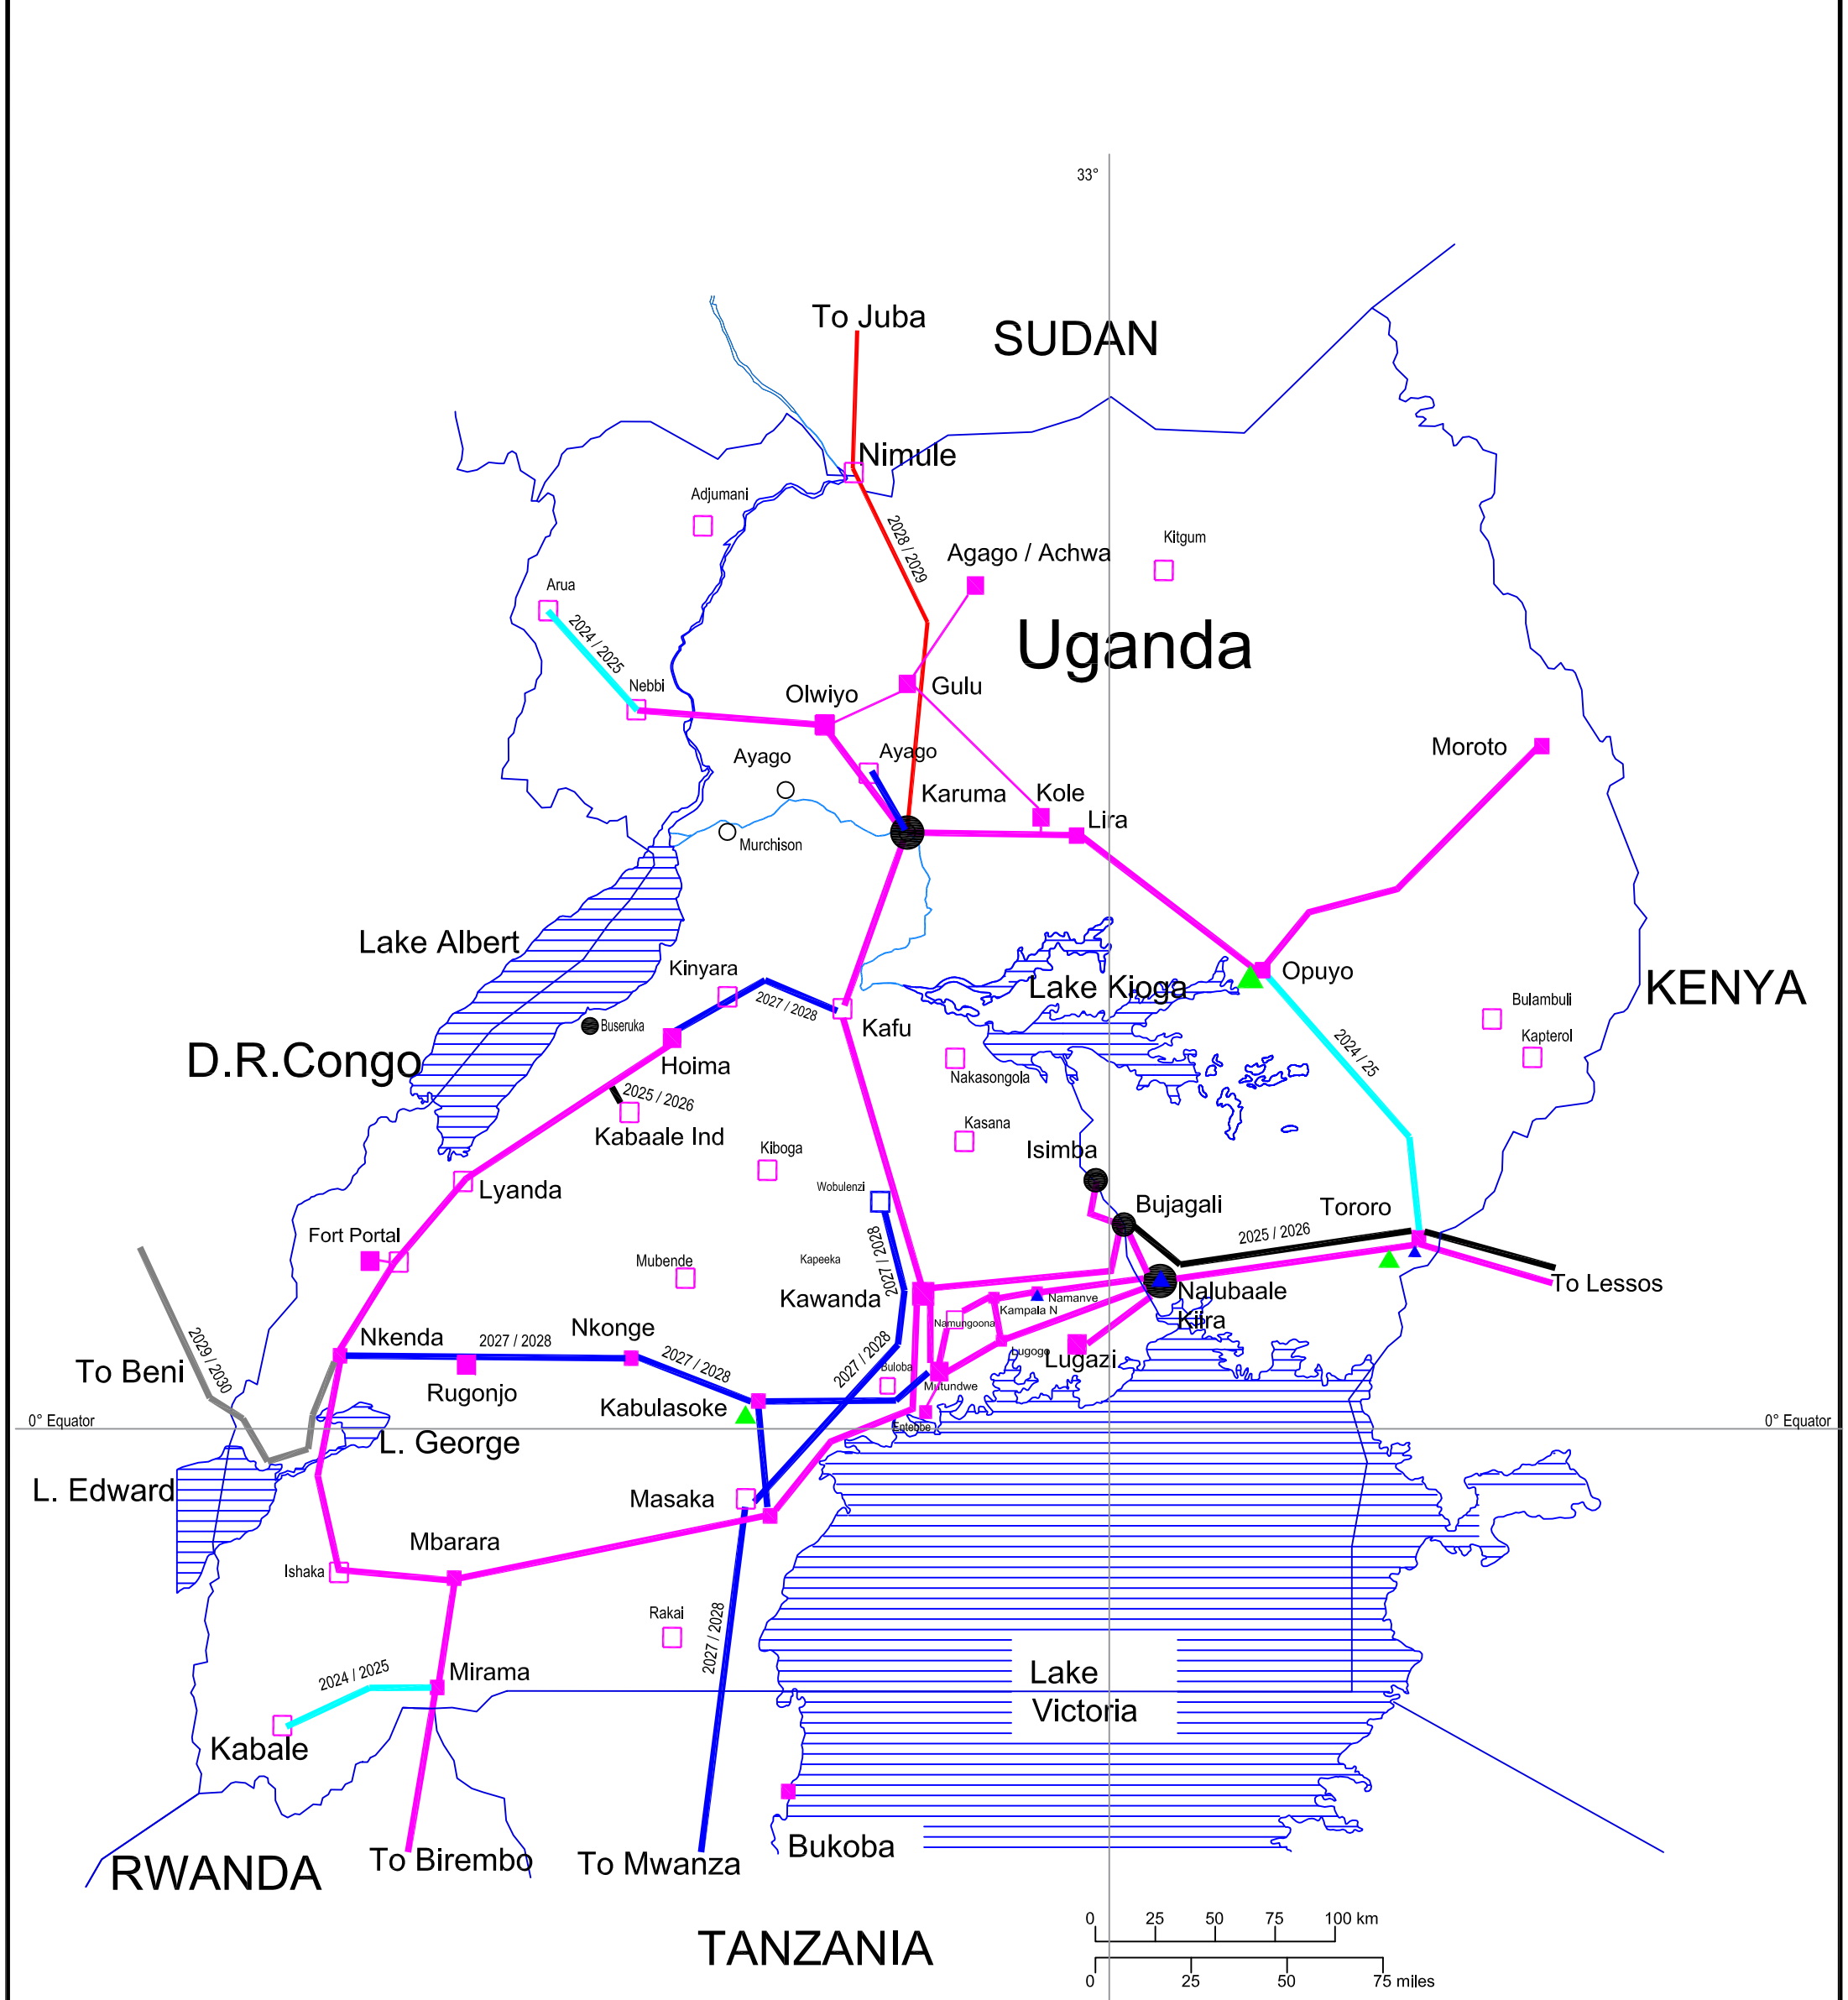 33°
To Juba
SUDAN
Nimule
Adjumani
2028 / 2029
Kitgum
Agago / Achwa
Arua
2024 / 2025
Uganda
Nebbi
Olwiyo
Gulu
Moroto
Ayago
Ayago
Karuma
Kole
Lira
Murchison
Lake Albert
Kinyara
2027 / 2028
Lake Kioga
Opuyo
KENYA
Bulambuli
Buseruka
Kafu
Kapterol
D.R.Congo
Hoima
2024 / 25
Nakasongola
2025 / 2026
Kabaale Ind
Kasana
Kiboga
Isimba
Lyanda
Wobulenzi
Bujagali
Tororo
Fort Portal
2025 / 2026
Mubende
Kapeeka
2027 / 2028
To Lessos
Kawanda
Nalubaale
Namanve
Kampala N
Namungoona
Kiira
Nkenda
2027 / 2028
Nkonge
2027 / 2028
2027 / 2028
Lugogo
Lugazi
To Beni
2029 / 2030
Buloba
Mutundwe
Rugonjo
Kabulasoke
0° Equator
Entebbe
0° Equator
L. George
L. Edward
Masaka
Mbarara
Ishaka
Rakai
2027 / 2028
2024 / 2025
Mirama
Lake
Victoria
Kabale
Bukoba
RWANDA
To Birembo
To Mwanza
TANZANIA
0 25 50 75 100 km
0 25 50 75 miles